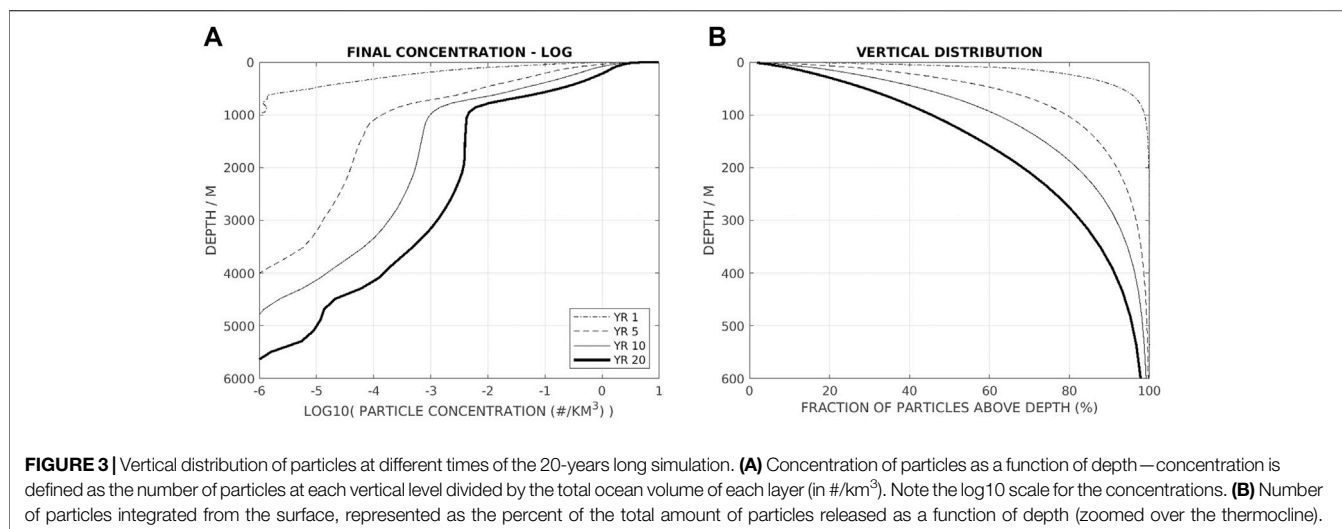 A
FINAL CONCENTRATION - LOG
0
1000
2000
3000
4000
5000
6000
DEPTH / M
-6 -5 -4 -3 -2 -1 0 1
LOG10( PARTICLE CONCENTRATION (#/KM³) )
YR 1
YR 5
YR 10
YR 20
B
VERTICAL DISTRIBUTION
0
100
200
300
400
500
600
DEPTH / M
0 20 40 60 80 100
FRACTION OF PARTICLES ABOVE DEPTH (%)
FIGURE 3 | Vertical distribution of particles at different times of the 20-years long simulation. (A) Concentration of particles as a function of depth—concentration is
defined as the number of particles at each vertical level divided by the total ocean volume of each layer (in #/km³). Note the log10 scale for the concentrations. (B) Number
of particles integrated from the surface, represented as the percent of the total amount of particles released as a function of depth (zoomed over the thermocline).